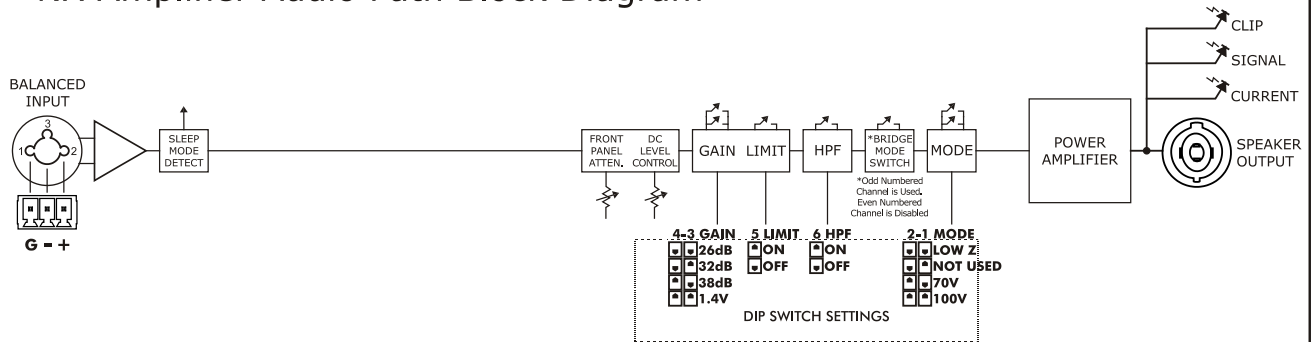 CLIP
SIGNAL
CURRENT
BALANCED
INPUT
3
1
2
G - +
SLEEP
MODE
DETECT
FRONT
PANEL
ATTEN.
DC
LEVEL
CONTROL
GAIN
LIMIT
HPF
*BRIDGE
MODE
SWITCH
MODE
POWER
AMPLIFIER
SPEAKER
OUTPUT
*Odd Numbered
Channel is Used.
Even Numbered
Channel is Disabled
4-3 GAIN
26dB
32dB
38dB
1.4V
5 LIMIT
ON
OFF
6 HPF
ON
OFF
2-1 MODE
LOW Z
NOT USED
70V
100V
DIP SWITCH SETTINGS